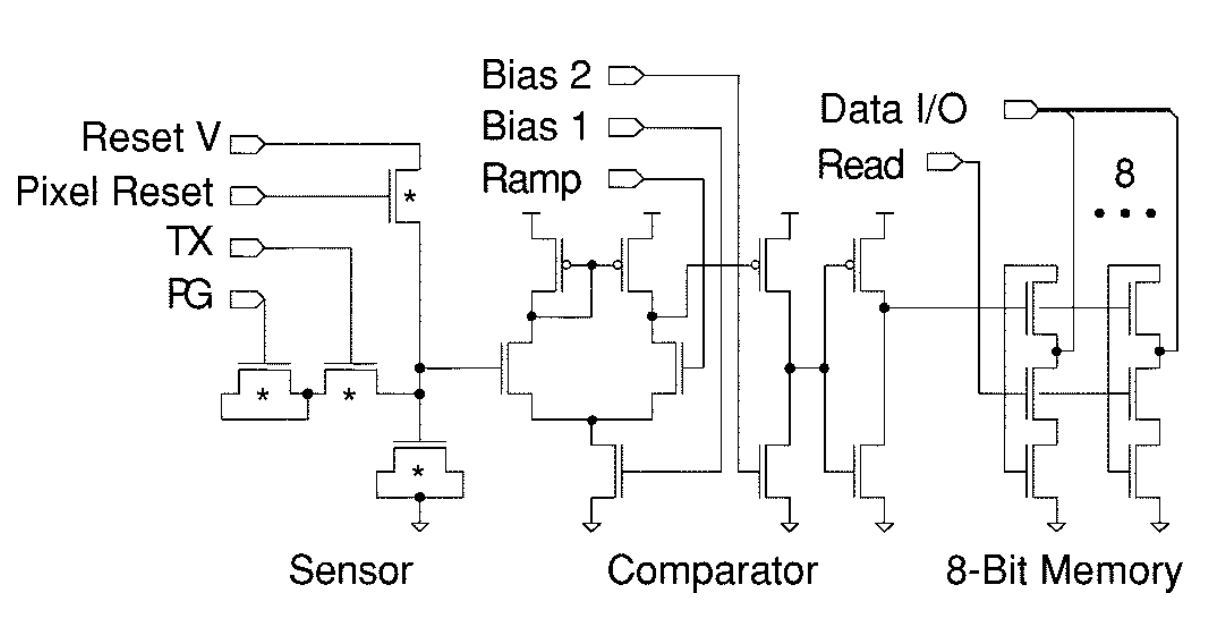 Bias 2
Data I/O
Reset V
Bias 1
Read
8
Pixel Reset
Ramp
*
TX
PG
* *
*
Sensor
Comparator
8-Bit Memory